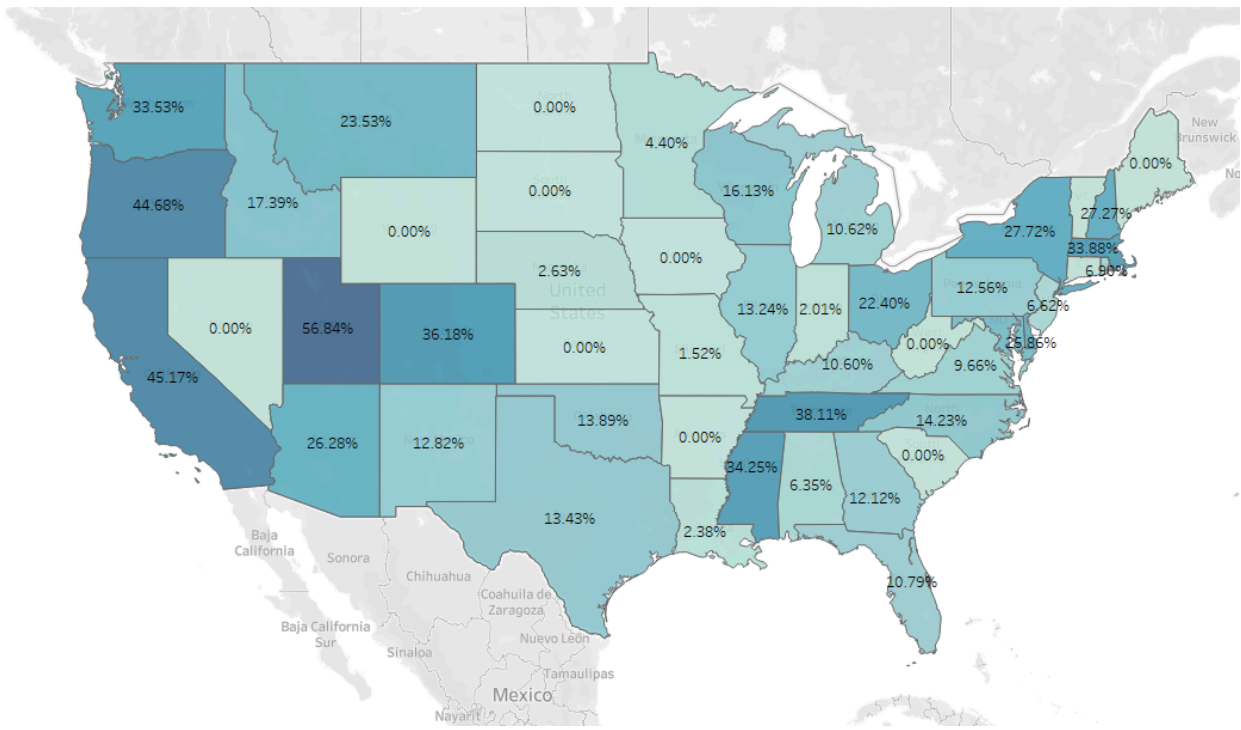 33.53%
23.53%
0.00%
4.40%
0.00%
44.68%
17.39%
0.00%
16.13%
10.62%
27.72%
27.27%
New
Brunswick
No
0.00%
0.00%
33.88%
2.63%
United
States
0.00%
6.90%
12.56%
6.62%
45.17%
0.00%
56.84%
36.18%
0.00%
1.52%
13.24%
2.01%
22.40%
0.00%
25.86%
10.60%
9.66%
26.28%
12.82%
13.89%
0.00%
38.11%
14.23%
0.00%
13.43%
2.38%
34.25%
6.35%
12.12%
10.79%
Baja
California
Sonora
Chihuahua
Coahuila de
Zaragoza
Baja California
Sur
Sinaloa
Nuevo León
Tamaulipas
Mexico
Nayarit